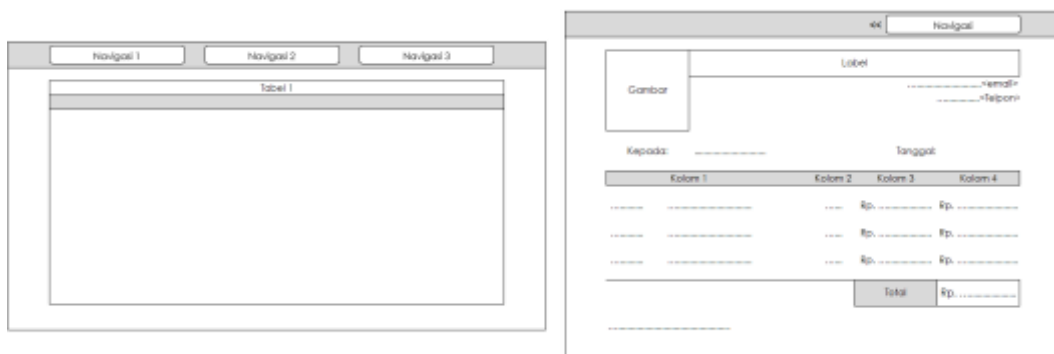 Navigasi 1 Navigasi 2 Navigasi 3
Tabel 1
<< Navigasi
Label
Gambar
<email>
<Telpon>
Kepada: Tanggal:
Kolom 1 Kolom 2 Kolom 3 Kolom 4
Rp. Rp.
Rp. Rp.
Rp. Rp.
Total Rp.